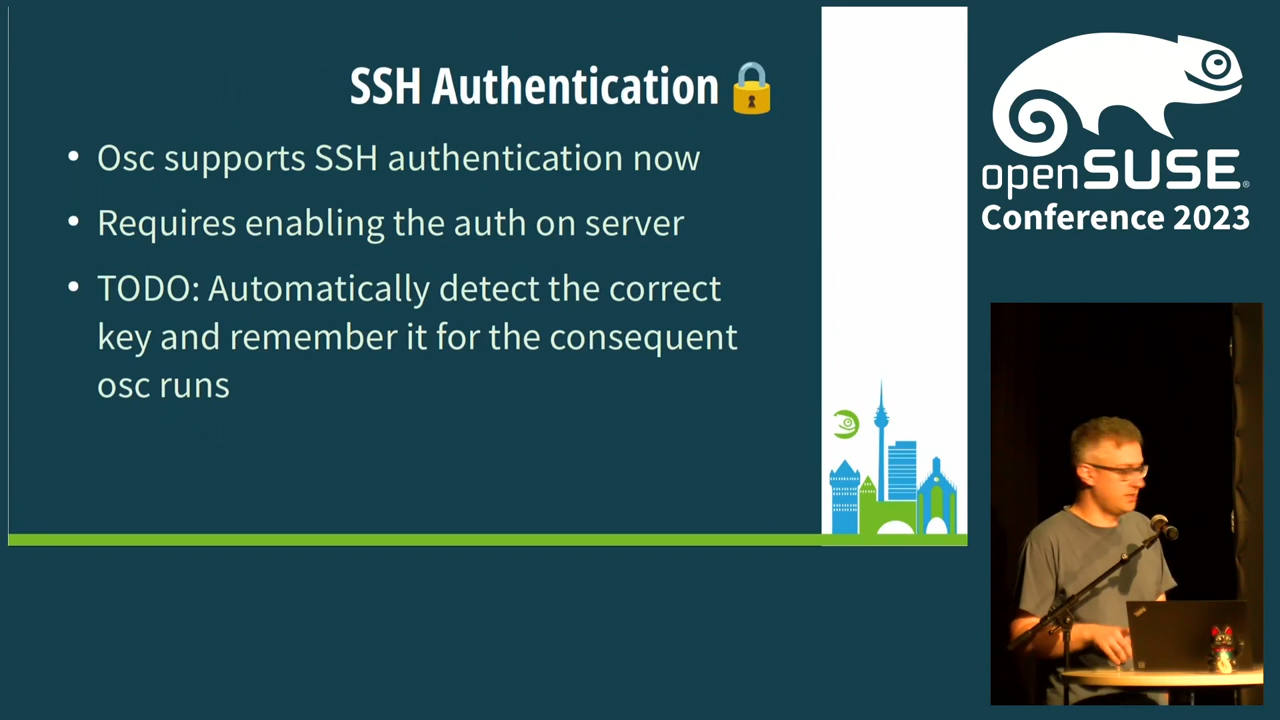 SSH Authentication🔒
• Osc supports SSH authentication now
• Requires enabling the auth on server
• TODO: Automatically detect the correct
key and remember it for the consequent
osc runs
openSUSE®
Conference 2023